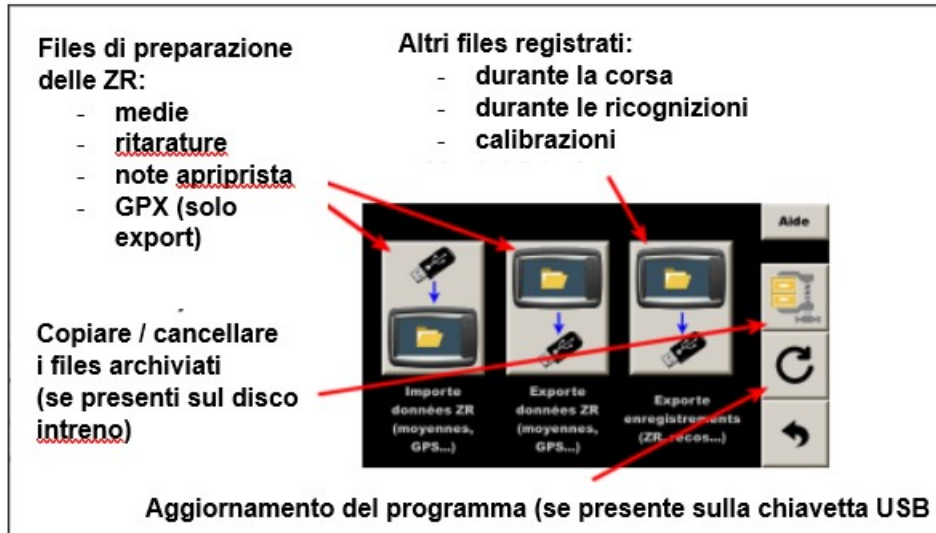 Files di preparazione
delle ZR:
- medie
- ritarature
- note apriprista
- GPX (solo
export)
Altri files registrati:
- durante la corsa
- durante le ricognizioni
- calibrazioni
Aide
Copiare / cancellare
i files archiviati
(se presenti sul disco
intreno)
Importe
données ZR
(moyennes,
GPS...)
Exporte
données ZR
(moyennes,
GPS...)
Exporte
enregistrements
(ZR, recos...)
Aggiornamento del programma (se presente sulla chiavetta USB